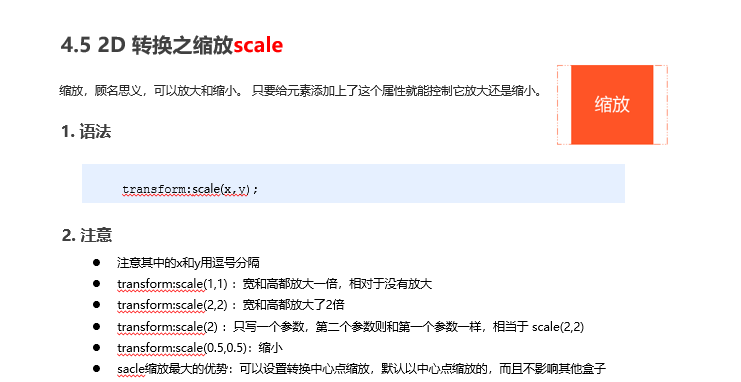 4.5 2D 转换之缩放scale
缩放，顾名思义，可以放大和缩小。 只要给元素添加上了这个属性就能控制它放大还是缩小。
缩放
1. 语法
transform:scale(x,y);
2. 注意
● 注意其中的x和y用逗号分隔
● transform:scale(1,1) ：宽和高都放大一倍，相对于没有放大
● transform:scale(2,2) ：宽和高都放大了2倍
● transform:scale(2) ：只写一个参数，第二个参数则和第一个参数一样，相当于 scale(2,2)
● transform:scale(0.5,0.5)：缩小
● sacle缩放最大的优势：可以设置转换中心点缩放，默认以中心点缩放的，而且不影响其他盒子